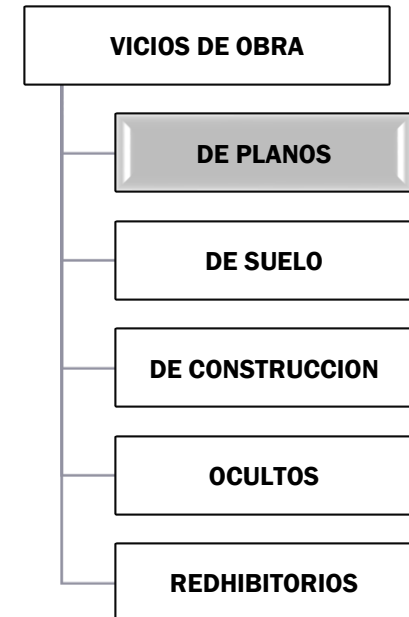 VICIOS DE OBRA
DE PLANOS
DE SUELO
DE CONSTRUCCION
OCULTOS
REDHIBITORIOS